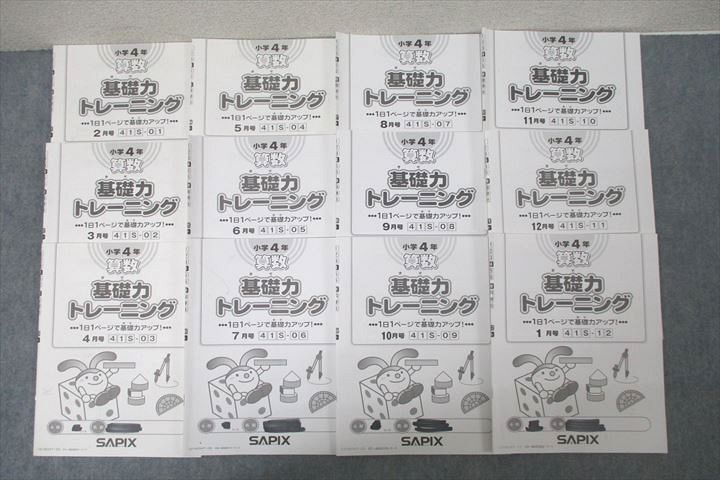 小学4年
算数
基礎力
トレーニング
1日1ページで基礎力アップ!
2月号 41S-01
小学4年
算数
基礎力
トレーニング
1日1ページで基礎力アップ!
3月号 41S-02
小学4年
算数
基礎力
トレーニング
1日1ページで基礎力アップ!
4月号 41S-03
SAPIX
小学4年
算数
基礎力
トレーニング
1日1ページで基礎力アップ!
5月号 41S-04
小学4年
算数
基礎力
トレーニング
1日1ページで基礎力アップ!
6月号 41S-05
小学4年
算数
基礎力
トレーニング
1日1ページで基礎力アップ!
7月号 41S-06
SAPIX
小学4年
算数
基礎力
トレーニング
1日1ページで基礎力アップ!
8月号 41S-07
小学4年
算数
基礎力
トレーニング
1日1ページで基礎力アップ!
9月号 41S-08
小学4年
算数
基礎力
トレーニング
1日1ページで基礎力アップ!
10月号 41S-09
SAPIX
小学4年
算数
基礎力
トレーニング
1日1ページで基礎力アップ!
11月号 41S-10
小学4年
算数
基礎力
トレーニング
1日1ページで基礎力アップ!
12月号 41S-11
小学4年
算数
基礎力
トレーニング
1日1ページで基礎力アップ!
1月号 41S-12
SAPIX